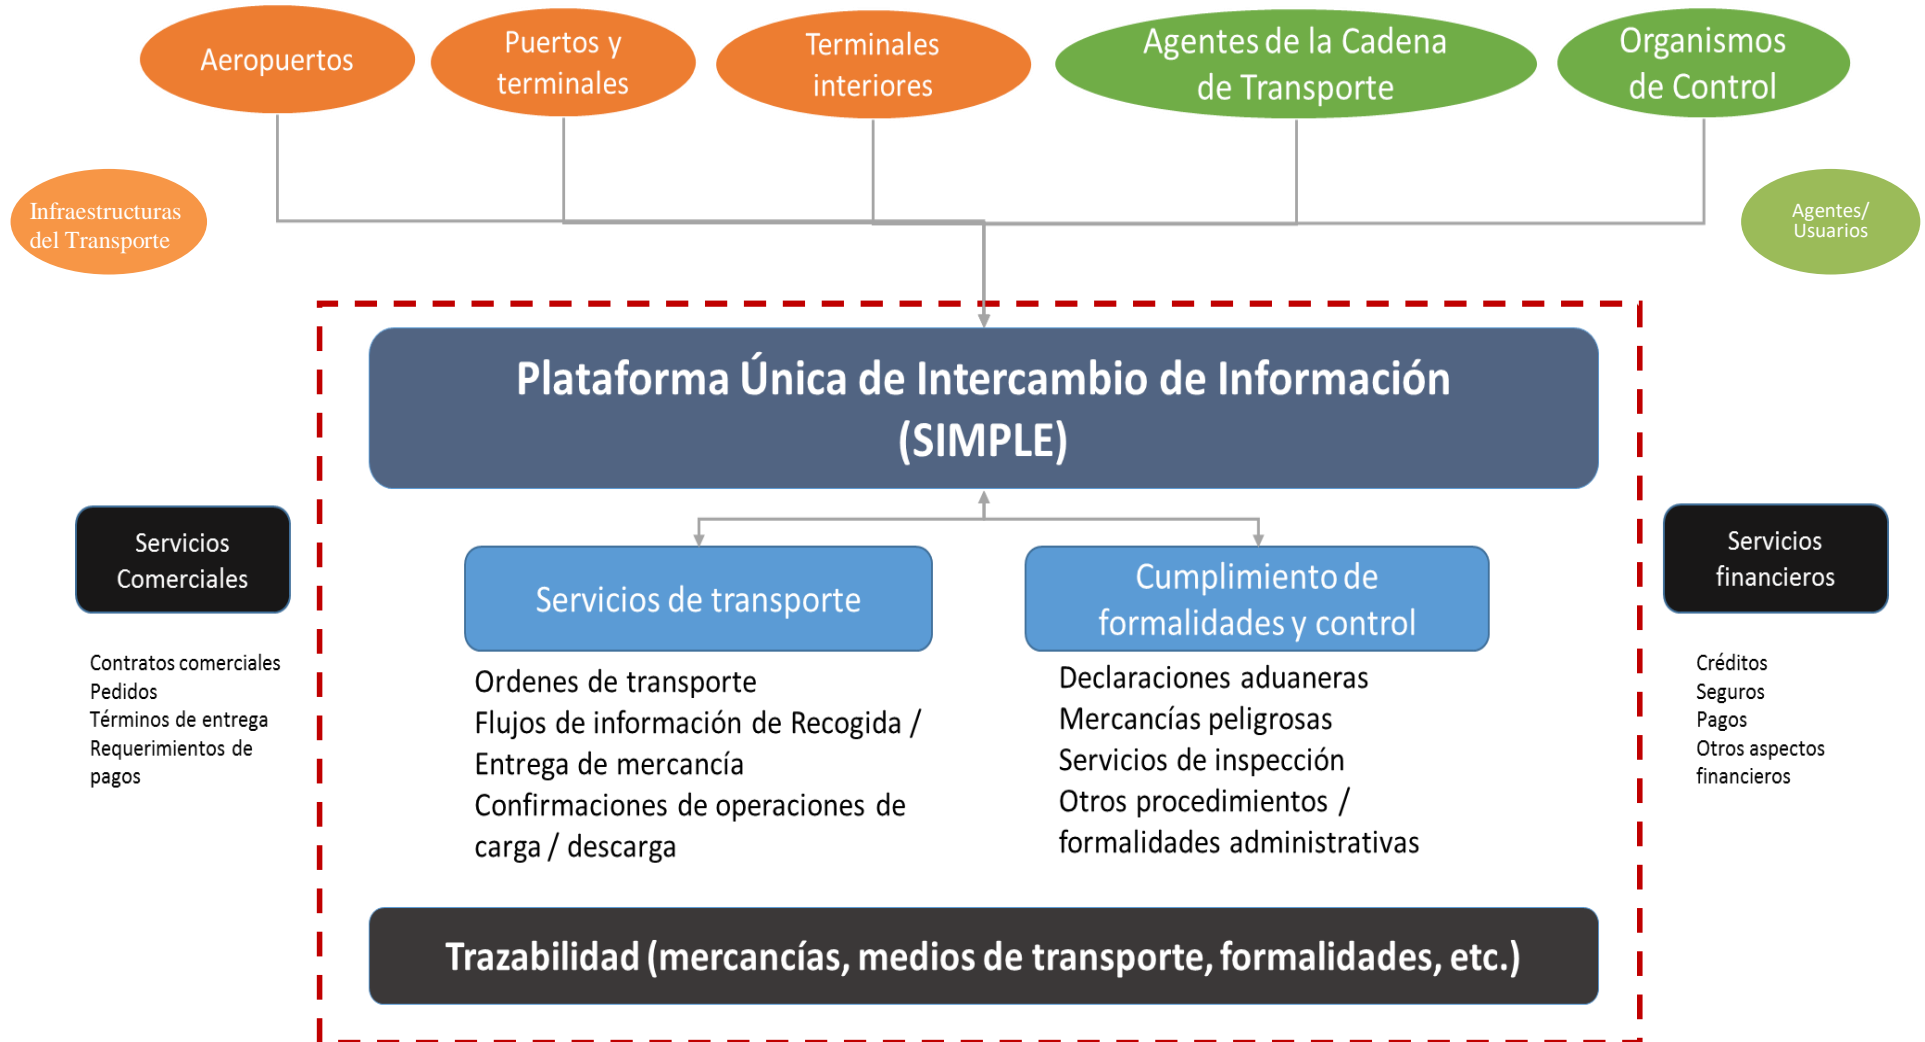 Aeropuertos
Puertos y
terminales
Terminales
interiores
Agentes de la Cadena
de Transporte
Organismos
de Control
Infraestructuras
del Transporte
Agentes/
Usuarios
Plataforma Única de Intercambio de Información
(SIMPLE)
Servicios
Comerciales
Contratos comerciales
Pedidos
Términos de entrega
Requerimientos de
pagos
Servicios de transporte
Ordenes de transporte
Flujos de información de Recogida /
Entrega de mercancía
Confirmaciones de operaciones de
carga / descarga
Cumplimiento de
formalidades y control
Declaraciones aduaneras
Mercancías peligrosas
Servicios de inspección
Otros procedimientos /
formalidades administrativas
Servicios
financieros
Créditos
Seguros
Pagos
Otros aspectos
financieros
Trazabilidad (mercancías, medios de transporte, formalidades, etc.)